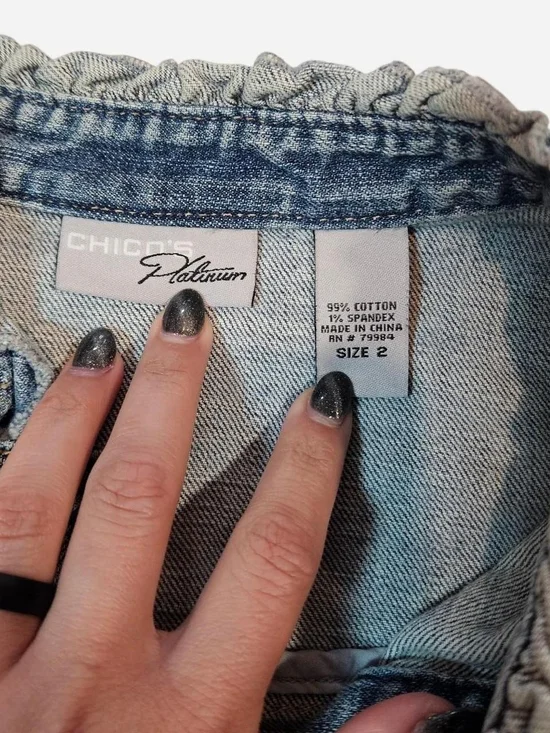 CHICO'S
Platinum
99% COTTON
1% SPANDEX
MADE IN CHINA
RN # 79984
SIZE 2